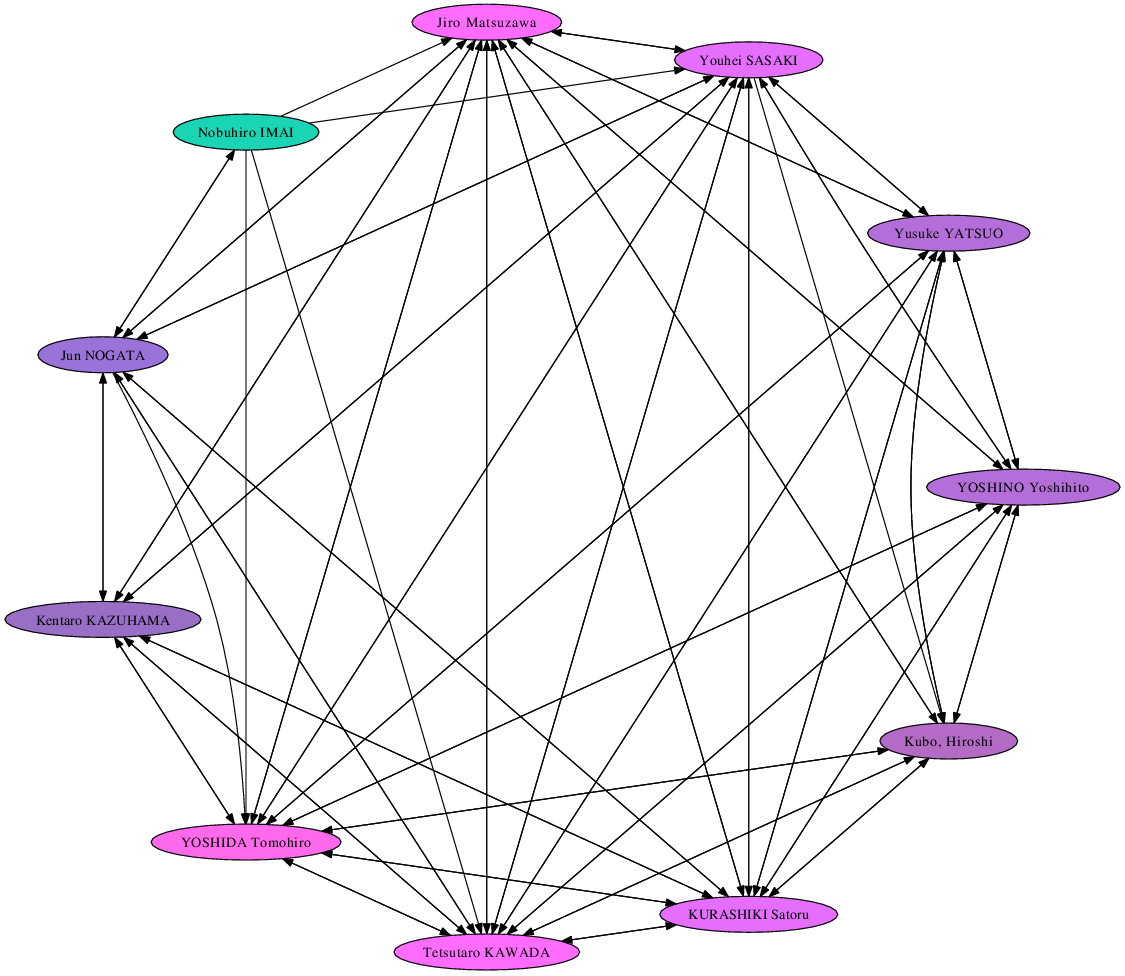 Jiro Matsuzawa
Youhei SASAKI
Nobuhiro IMAI
Yusuke YATSUO
Jun NOGATA
YOSHINO Yoshihito
Kentaro KAZUHAMA
Kubo, Hiroshi
YOSHIDA Tomohiro
KURASHIKI Satoru
Tetsutaro KAWADA